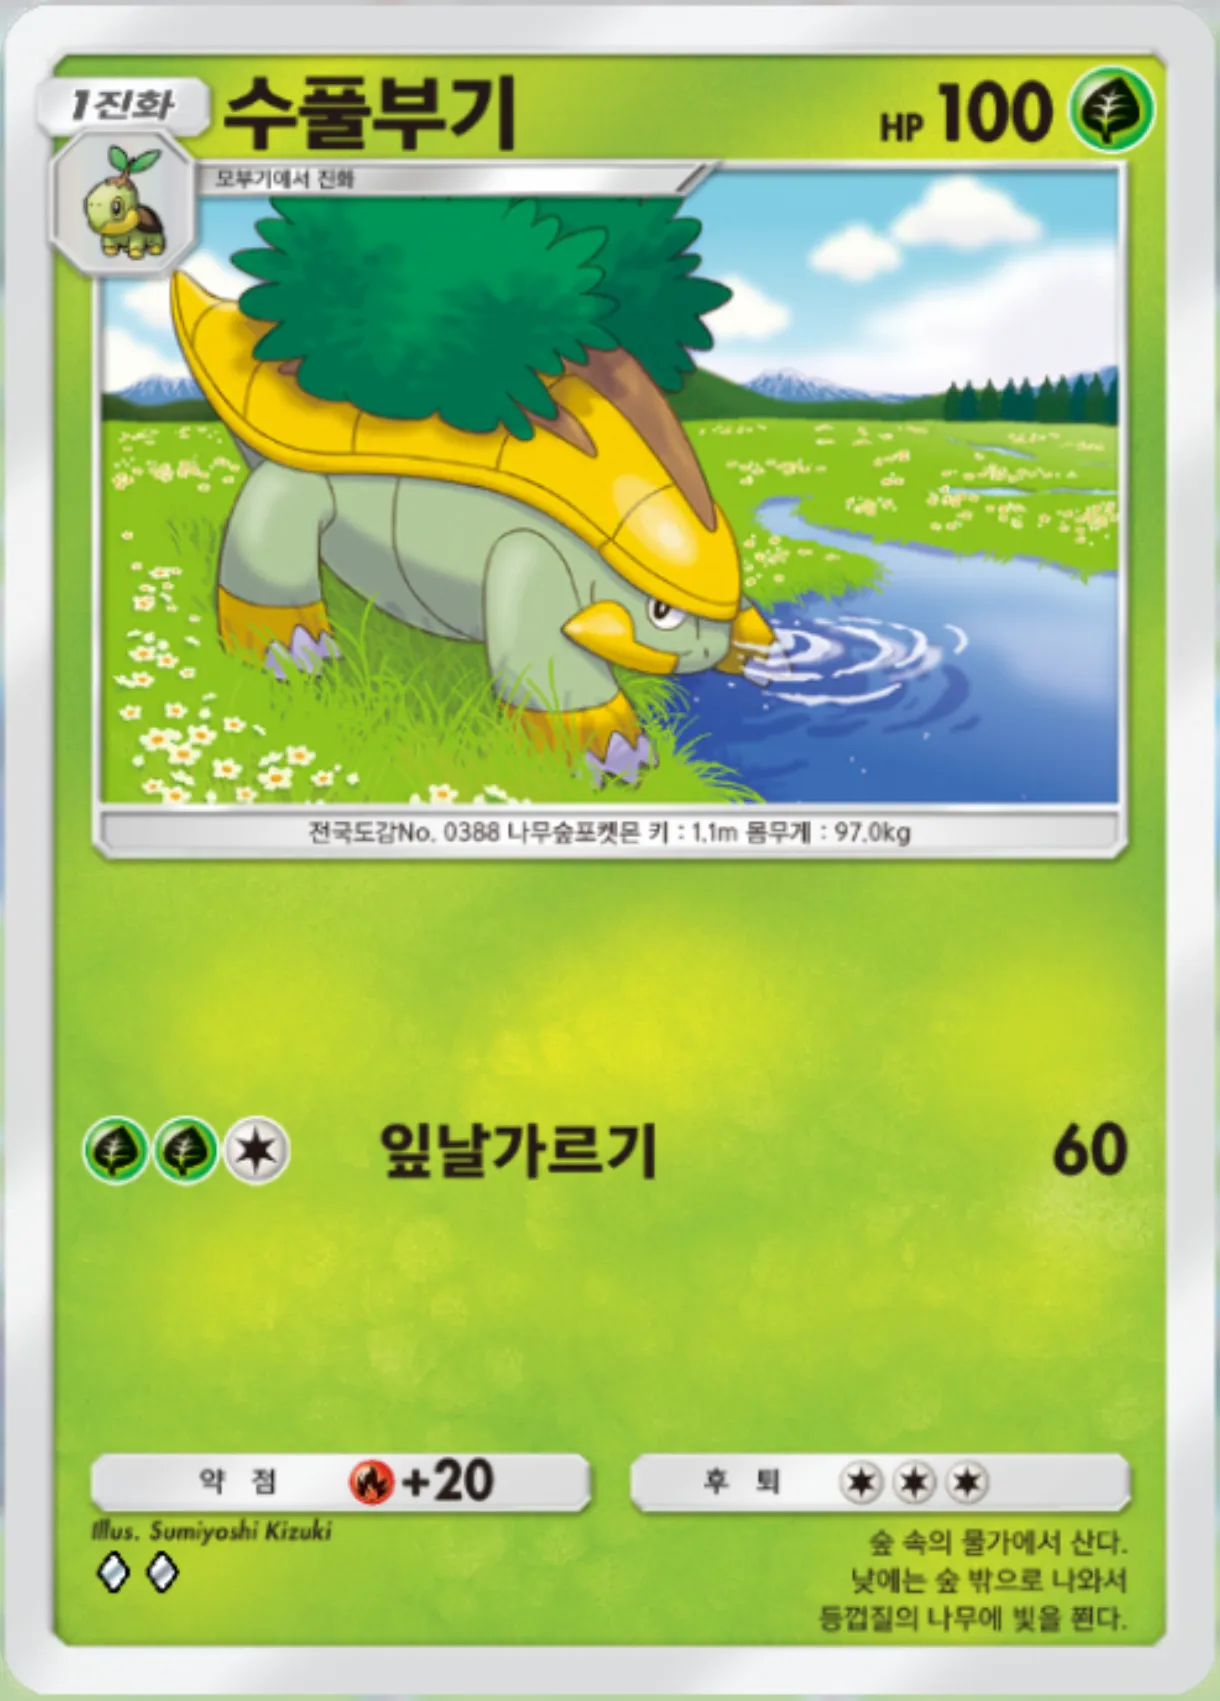 1진화
수풀부기
HP 100
모부기에서 진화
전국도감No. 0388 나무숲포켓몬 키 : 1.1m 몸무게 : 97.0kg
잎날가르기 60
약 점 +20
후 퇴
Illus. Sumiyoshi Kizuki
숲 속의 물가에서 산다.
낮에는 숲 밖으로 나와서
등껍질의 나무에 빛을 쬔다.